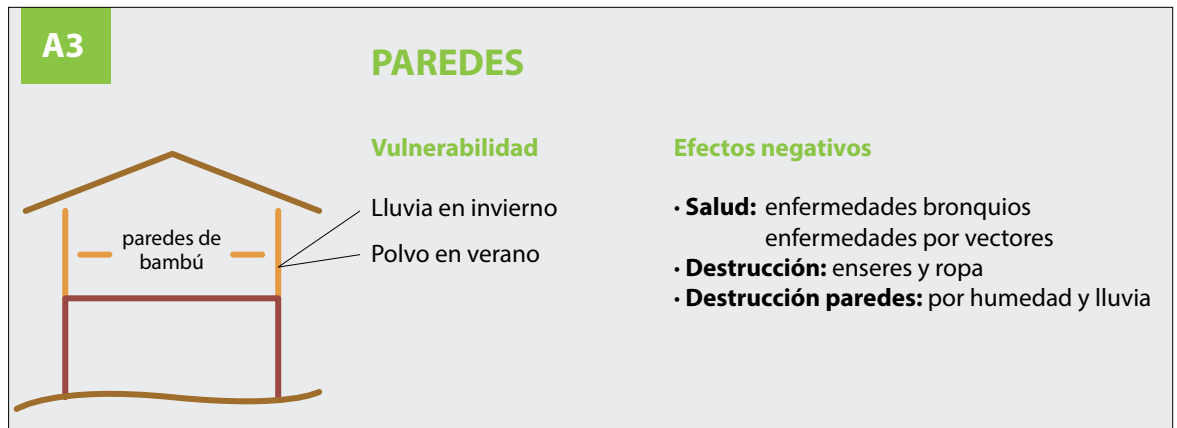 A3
PAREDES
Vulnerabilidad
Lluvia en invierno
Polvo en verano
Efectos negativos
· Salud: enfermedades bronquios
enfermedades por vectores
· Destrucción: enseres y ropa
· Destrucción paredes: por humedad y lluvia
paredes de
bambú